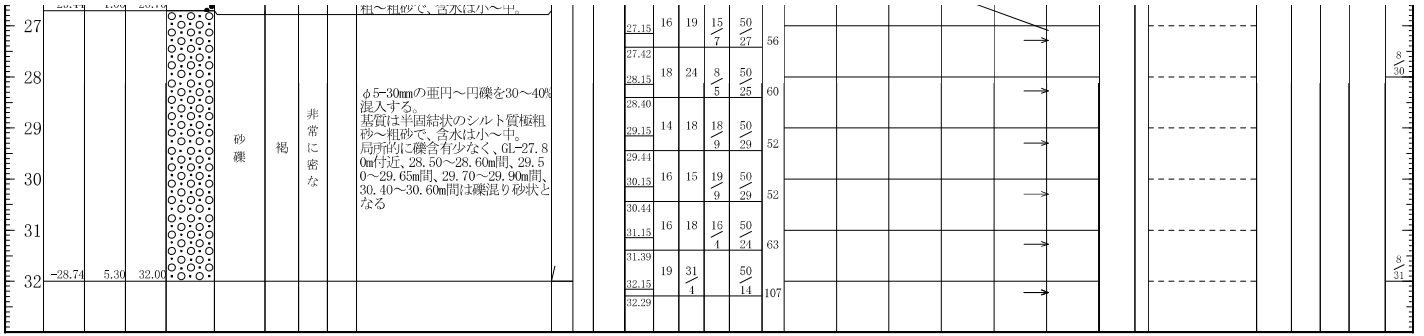 粗～粗砂で、含水は小～中。
27
28
29
30
31
32
-28.74 5.30 32.00
砂礫
褐
非常に密な
φ5-30mmの亜円～円礫を30～40%
混入する。
基質は半固結状のシルト質極粗
砂～粗砂で、含水は小～中。
局所的に礫含有少なく、GL-27.8
0m付近、28.50～28.60m間、29.5
0～29.65m間、29.70～29.90m間、
30.40～30.60m間は礫混り砂状と
なる
27.15 16 19 15/7 50/27 56
27.42
28.15 18 24 8/5 50/25 60
28.40
29.15 14 18 18/9 50/29 52
29.44
30.15 16 15 19/9 50/29 52
30.44
31.15 16 18 16/4 50/24 63
31.39
32.15 19 31/4 50/14 107
32.29
8/30
8/31